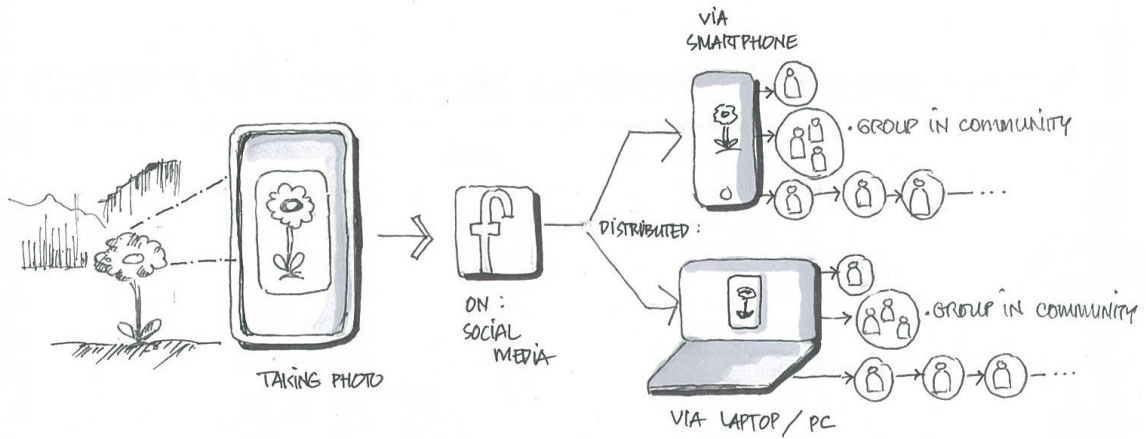 VIA
SMARTPHONE
• GROUP IN COMMUNITY
f
DISTRIBUTED :
ON :
SOCIAL
MEDIA
• GROUP IN COMMUNITY
TAKING PHOTO
VIA LAPTOP / PC